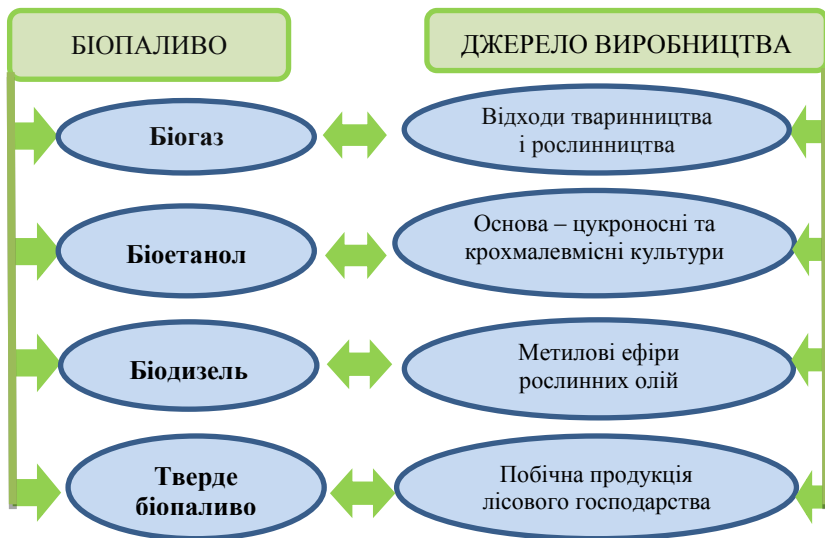 БІОПАЛИВО
ДЖЕРЕЛО ВИРОБНИЦТВА
Біогаз
Відходи тваринництва
і рослинництва
Біоетанол
Основа – цукроносні та
крохмалевмісні культури
Біодизель
Метилові ефіри
рослинних олій
Тверде
біопаливо
Побічна продукція
лісового господарства